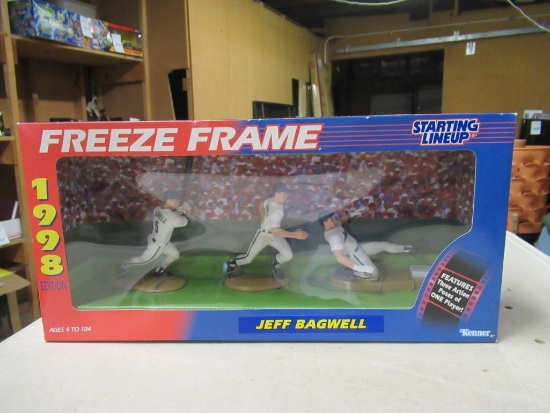 FREEZE FRAME
STARTING
LINEUP
1998
EDITION
FEATURES
Three Action
Poses of
ONE Player!
JEFF BAGWELL
AGES 4 TO 104
Kenner